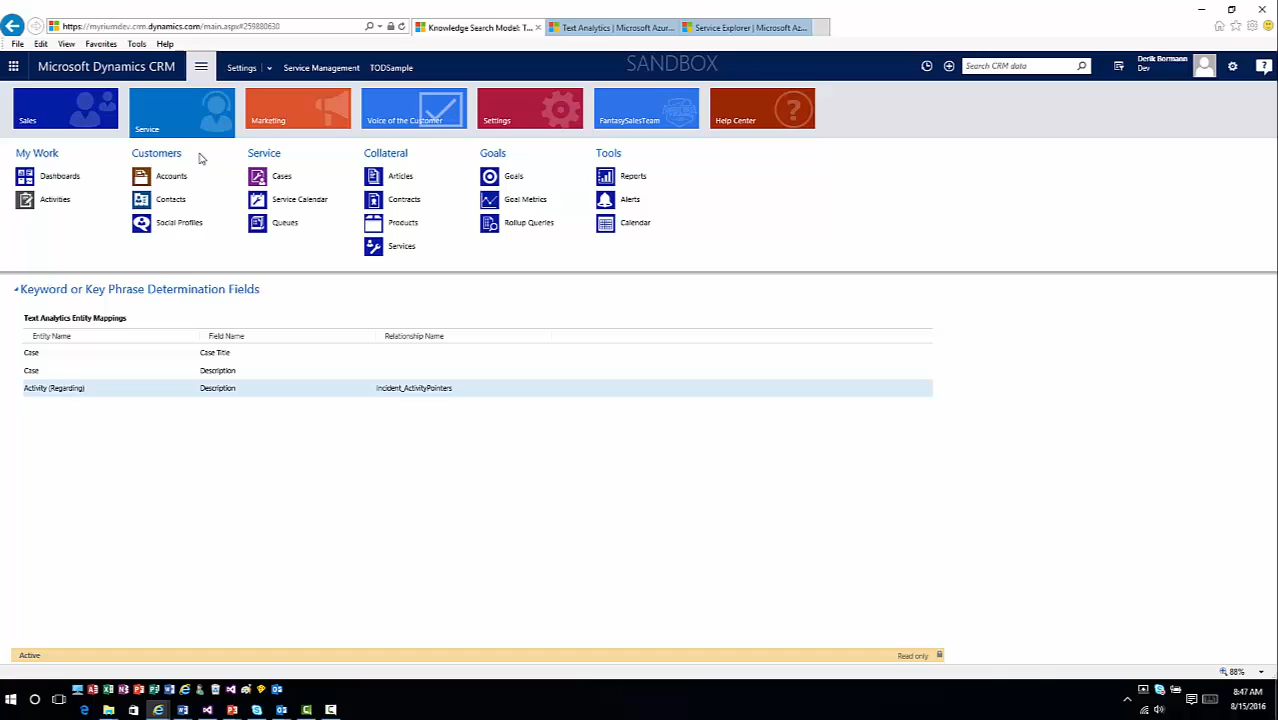 https://myriumdev.crm.dynamics.com/main.aspx#259880630
Knowledge Search Model: T...
Text Analytics | Microsoft Azur...
Service Explorer | Microsoft Az...
File Edit View Favorites Tools Help
Microsoft Dynamics CRM
Settings
Service Management
TODSample
SANDBOX
Search CRM data
Derik Bormann
Dev
Sales
Service
Marketing
Voice of the Customer
Settings
FantasySalesTeam
Help Center
My Work
Dashboards
Activities
Customers
Accounts
Contacts
Social Profiles
Service
Cases
Service Calendar
Queues
Collateral
Articles
Contracts
Products
Services
Goals
Goals
Goal Metrics
Rollup Queries
Tools
Reports
Alerts
Calendar
Keyword or Key Phrase Determination Fields
Text Analytics Entity Mappings
Entity Name Field Name Relationship Name
Case Case Title
Case Description
Activity (Regarding) Description Incident_ActivityPointers
Active Read only
88%
8:47 AM
8/15/2016